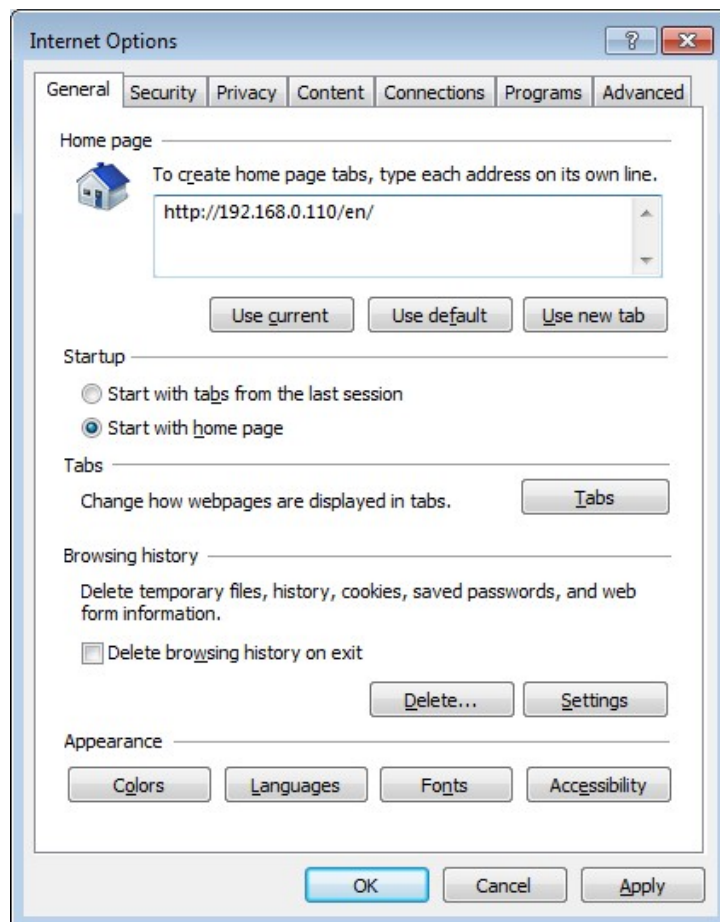 Internet Options
General Security Privacy Content Connections Programs Advanced
Home page
To create home page tabs, type each address on its own line.
http://192.168.0.110/en/
Use current Use default Use new tab
Startup
Start with tabs from the last session
Start with home page
Tabs
Change how webpages are displayed in tabs. Tabs
Browsing history
Delete temporary files, history, cookies, saved passwords, and web
form information.
Delete browsing history on exit
Delete... Settings
Appearance
Colors Languages Fonts Accessibility
OK Cancel Apply